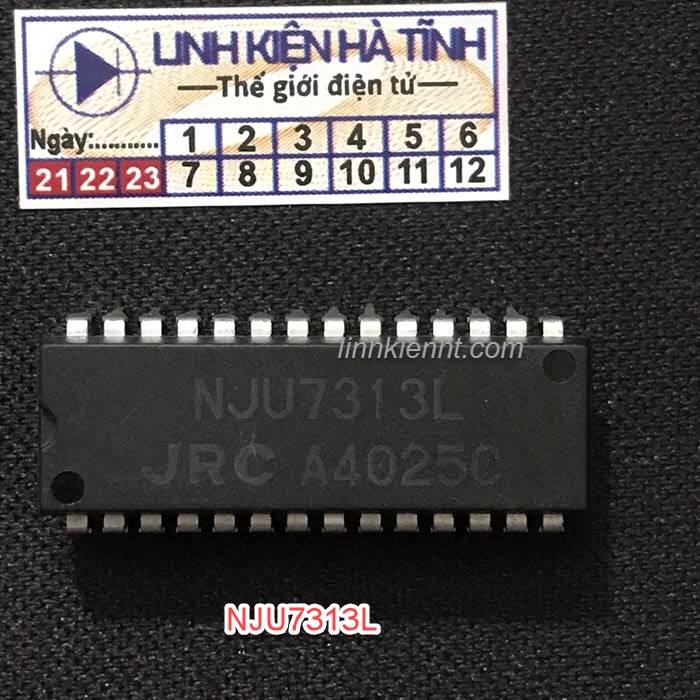 LINH KIỆN HÀ TĨNH
Thế giới điện tử
Ngày:........... 1 2 3 4 5 6
21 22 23 7 8 9 10 11 12
linhkiennt.com
NJU7313L
JRC A4025C
NJU7313L